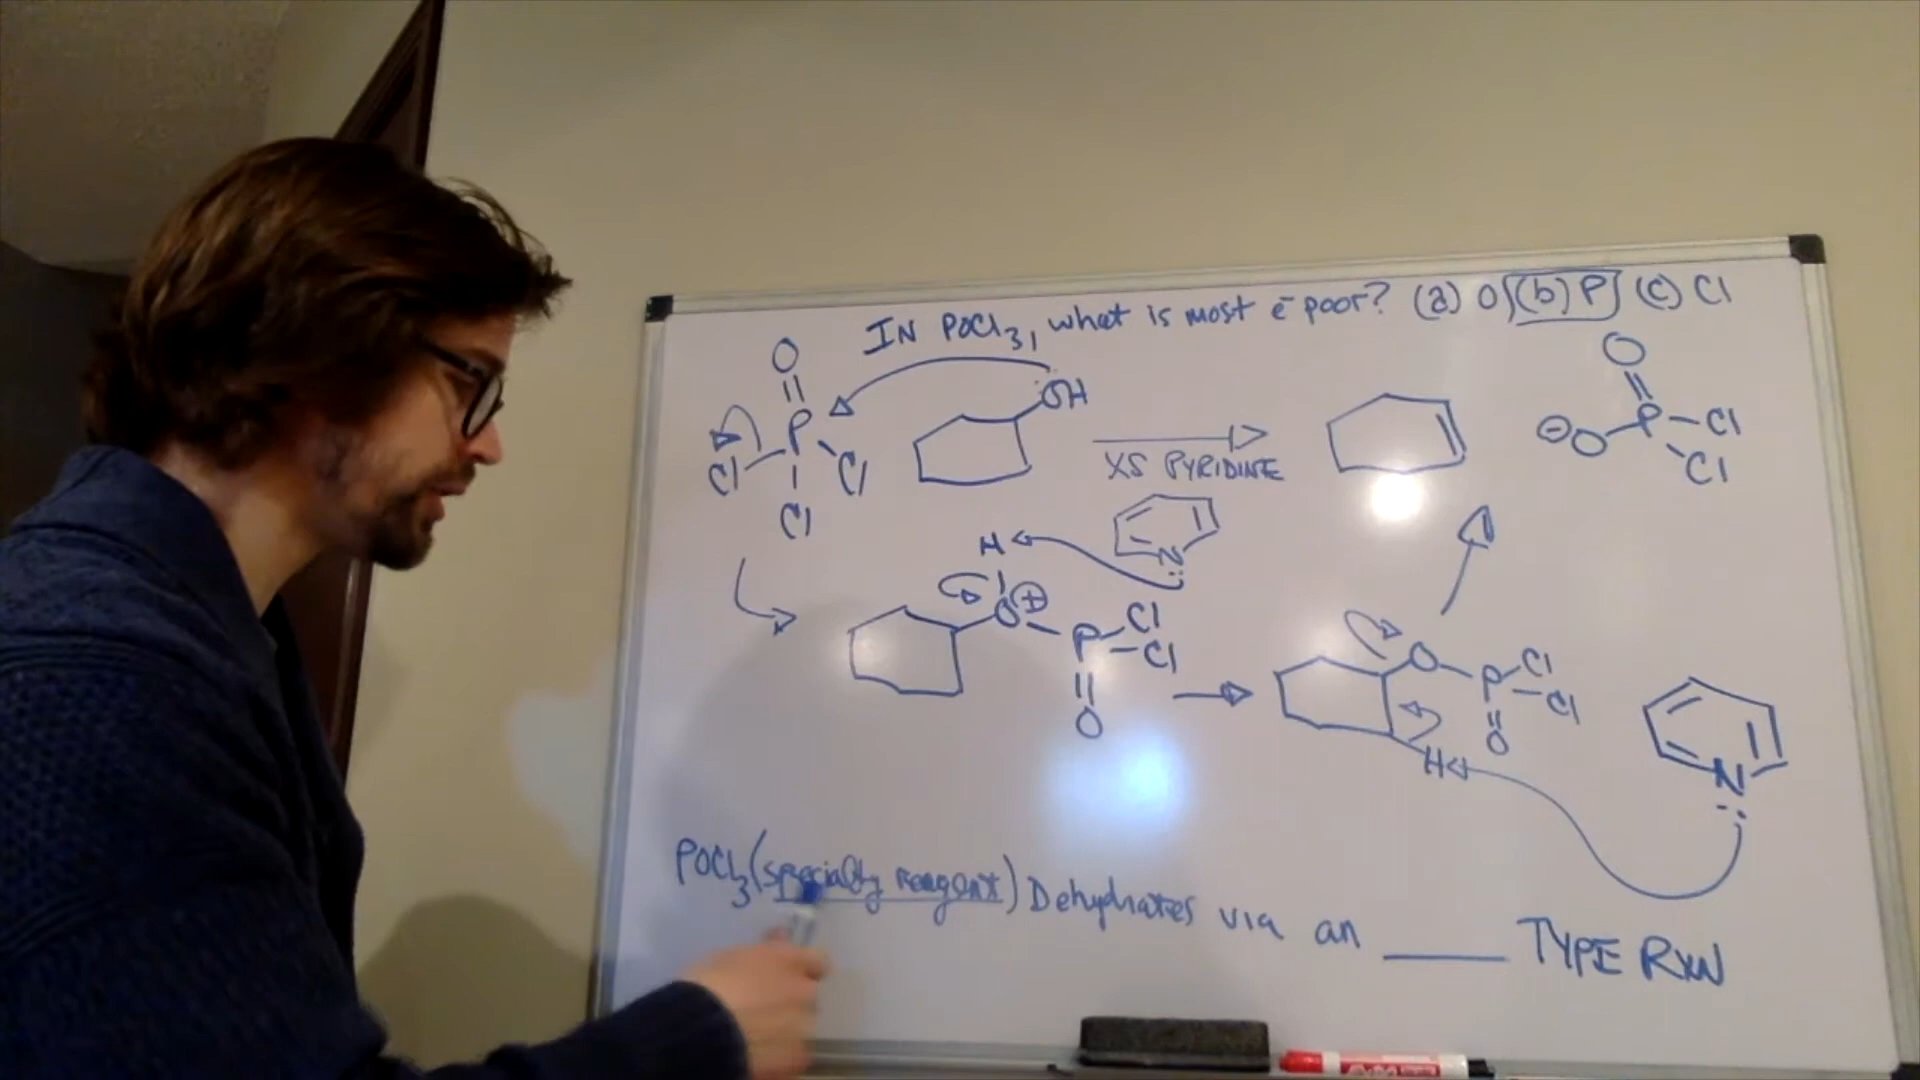 IN POCl3, what is most e- poor? (a) O (b) P (c) Cl
O
P
Cl
Cl
Cl
OH
XS PYRIDINE
O
P
⊖O
Cl
Cl
H
O⊕
P
Cl
Cl
O
N:
O
P
Cl
Cl
O
H
N:
POCl3 (specialty reagent) Dehydrates via an ____ TYPE RXN